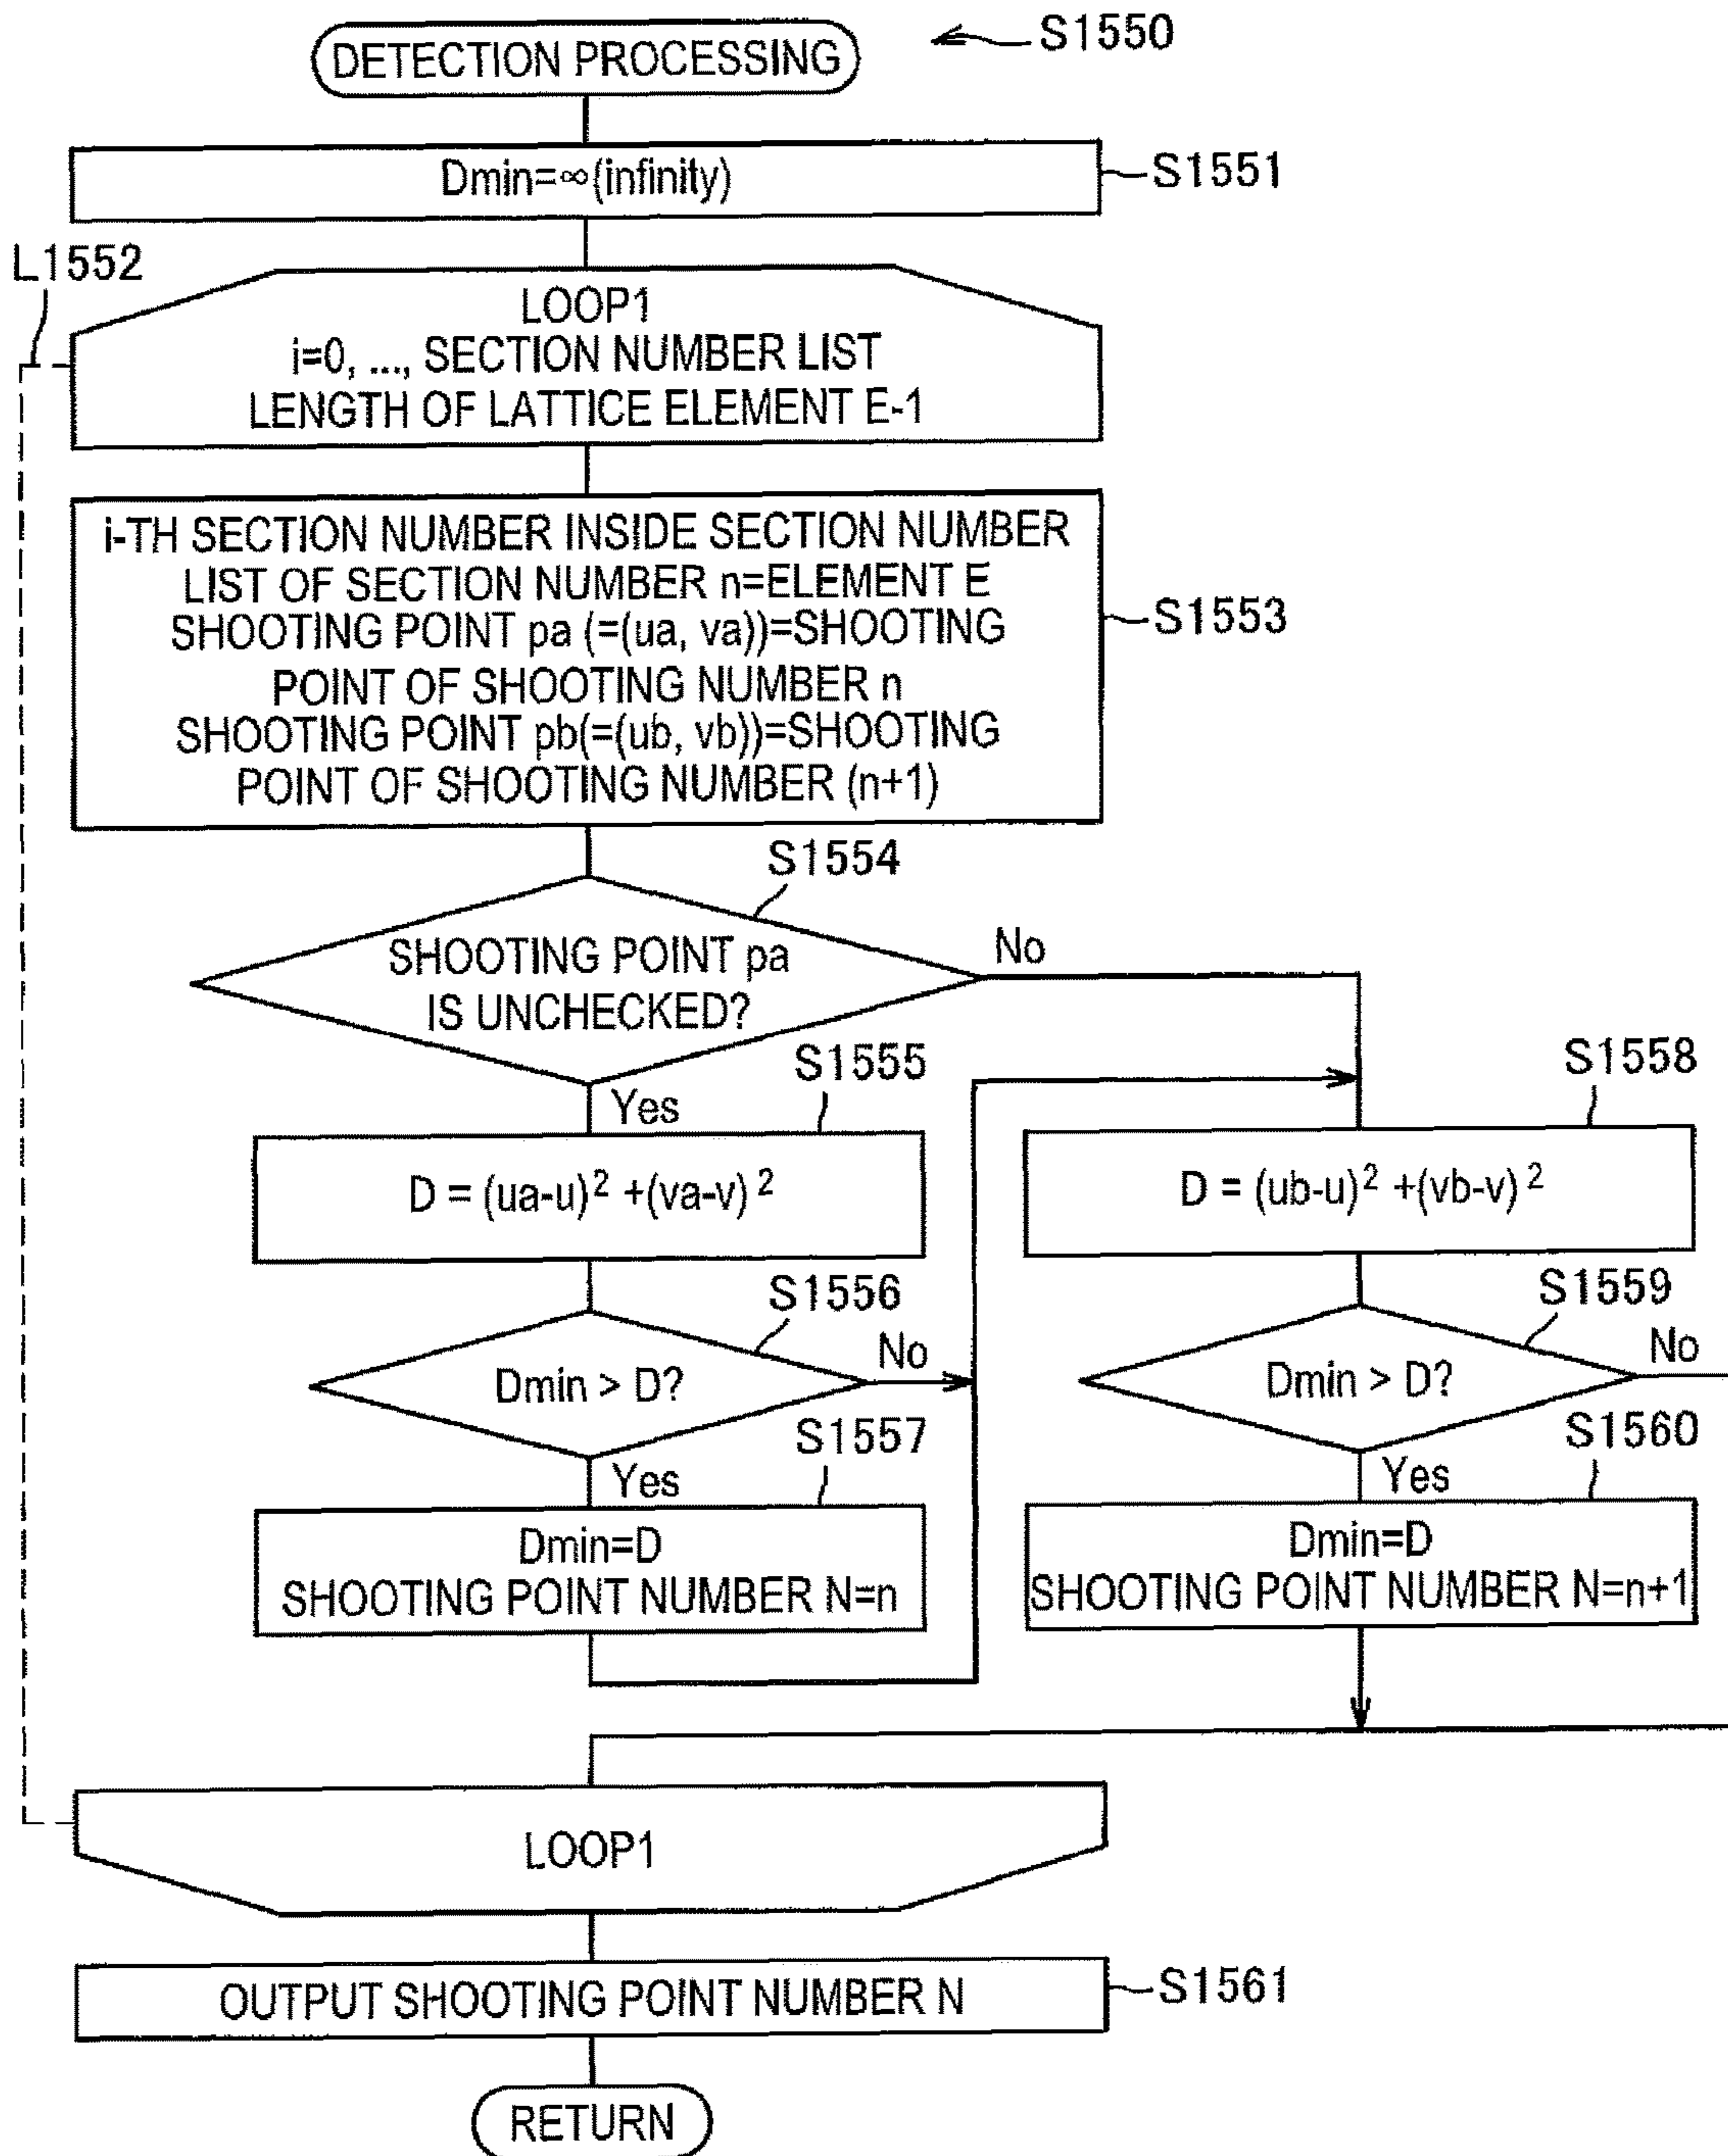 DETECTION PROCESSING
S1550
Dmin=∞(infinity)
S1551
L1552
LOOP1
i=0, ..., SECTION NUMBER LIST
LENGTH OF LATTICE ELEMENT E-1
i-TH SECTION NUMBER INSIDE SECTION NUMBER
LIST OF SECTION NUMBER n=ELEMENT E
SHOOTING POINT pa (=(ua, va))=SHOOTING
POINT OF SHOOTING NUMBER n
SHOOTING POINT pb(=(ub, vb))=SHOOTING
POINT OF SHOOTING NUMBER (n+1)
S1553
S1554
SHOOTING POINT pa
IS UNCHECKED?
No
Yes
S1555
D = (ua-u)² +(va-v)²
S1556
Dmin > D?
No
Yes
S1557
Dmin=D
SHOOTING POINT NUMBER N=n
S1558
D = (ub-u)² +(vb-v)²
S1559
Dmin > D?
No
Yes
S1560
Dmin=D
SHOOTING POINT NUMBER N=n+1
LOOP1
OUTPUT SHOOTING POINT NUMBER N
S1561
RETURN